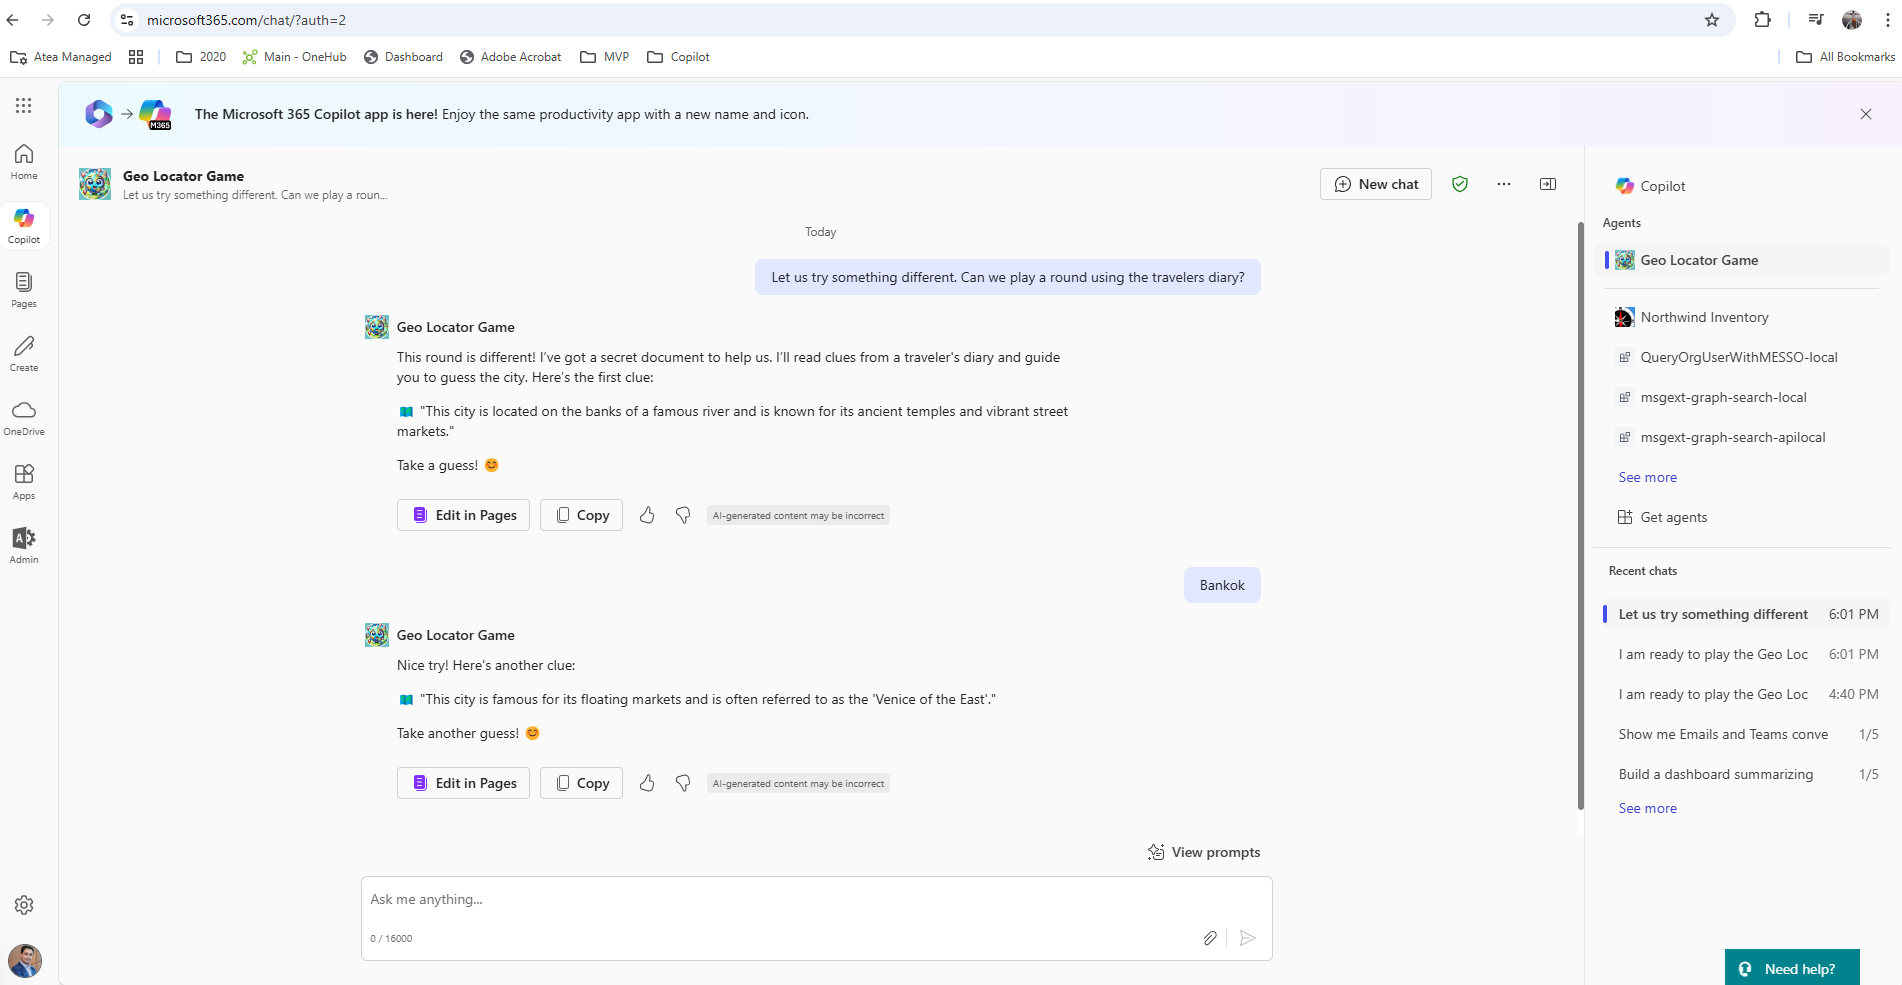 microsoft365.com/chat/?auth=2
Atea Managed
2020
Main - OneHub
Dashboard
Adobe Acrobat
MVP
Copilot
All Bookmarks
M365
The Microsoft 365 Copilot app is here! Enjoy the same productivity app with a new name and icon.
Home
Copilot
Pages
Create
OneDrive
Apps
A
Admin
Geo Locator Game
Let us try something different. Can we play a roun...
New chat
Today
Let us try something different. Can we play a round using the travelers diary?
Geo Locator Game
This round is different! I've got a secret document to help us. I'll read clues from a traveler's diary and guide
you to guess the city. Here's the first clue:
"This city is located on the banks of a famous river and is known for its ancient temples and vibrant street
markets."
Take a guess! 😊
Edit in Pages
Copy
AI-generated content may be incorrect
Bankok
Geo Locator Game
Nice try! Here's another clue:
"This city is famous for its floating markets and is often referred to as the 'Venice of the East'."
Take another guess! 😊
Edit in Pages
Copy
AI-generated content may be incorrect
View prompts
Ask me anything...
0 / 16000
Copilot
Agents
Geo Locator Game
Northwind Inventory
QueryOrgUserWithMESSO-local
msgext-graph-search-local
msgext-graph-search-apilocal
See more
Get agents
Recent chats
Let us try something different 6:01 PM
I am ready to play the Geo Loc 6:01 PM
I am ready to play the Geo Loc 4:40 PM
Show me Emails and Teams conve 1/5
Build a dashboard summarizing 1/5
See more
Need help?